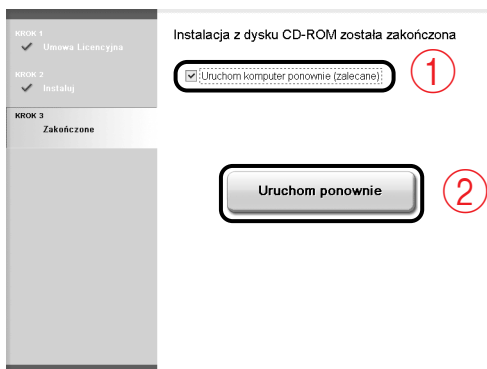 KROK 1
Umowa Licencyjna
KROK 2
Instaluj
KROK 3
Zakończone
Instalacja z dysku CD-ROM została zakończona
Uruchom komputer ponownie (zalecane)
1
Uruchom ponownie
2